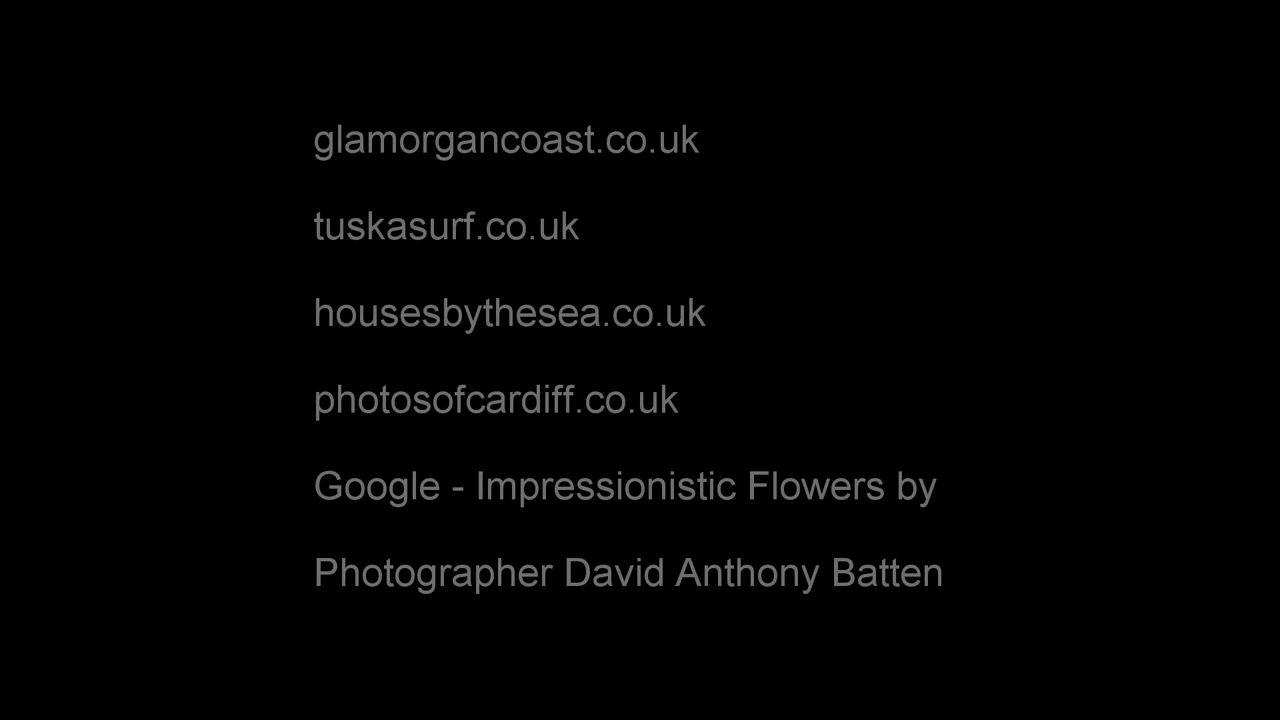 glamorgancoast.co.uk
tuskasurf.co.uk
housesbythesea.co.uk
photosofcardiff.co.uk
Google - Impressionistic Flowers by
Photographer David Anthony Batten